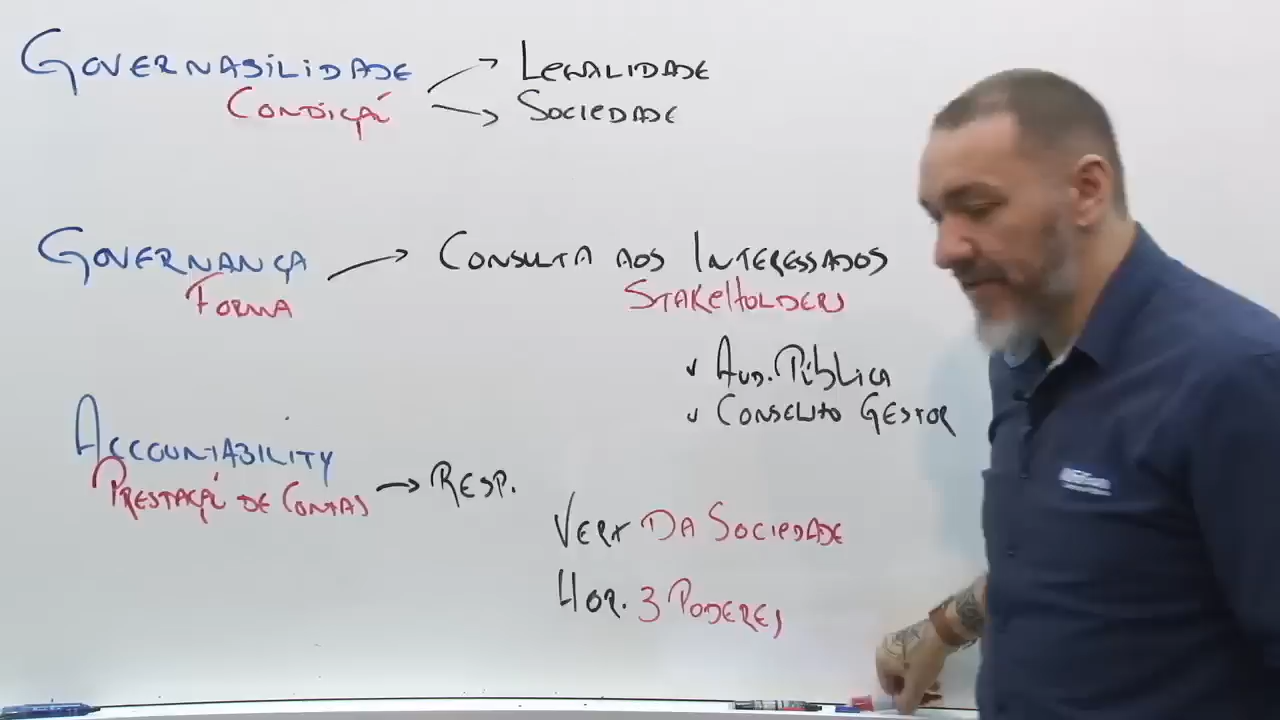 GOVERNABILIDADE
CONDIÇÃ
LEGALIDADE
SOCIEDADE
GOVERNANÇA
FORMA
CONSULTA AOS INTERESSADOS
STAKEHOLDERS
AUD. PÚBLICA
CONSELHO GESTOR
ACCOUNTABILITY
PRESTAÇÃ DE CONTAS
RESP.
VERT DA SOCIEDADE
HOR. 3 PODERES